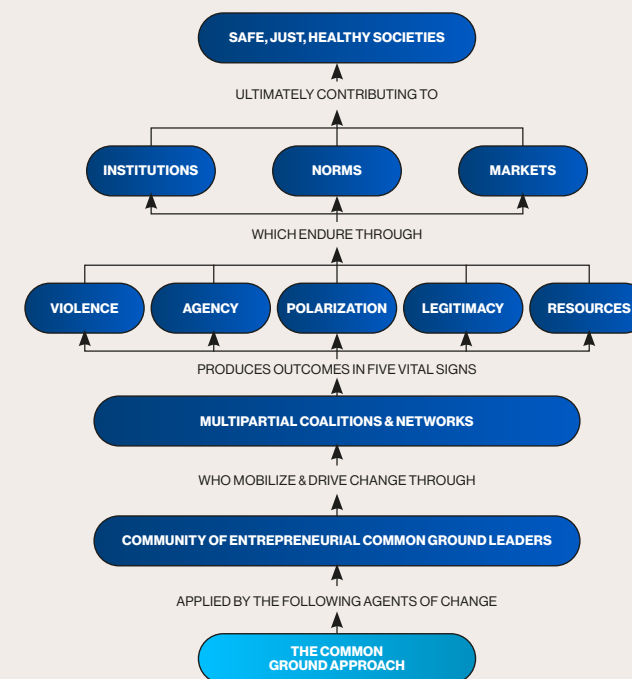 SAFE, JUST, HEALTHY SOCIETIES
ULTIMATELY CONTRIBUTING TO
INSTITUTIONS
NORMS
MARKETS
WHICH ENDURE THROUGH
VIOLENCE
AGENCY
POLARIZATION
LEGITIMACY
RESOURCES
PRODUCES OUTCOMES IN FIVE VITAL SIGNS
MULTIPARTIAL COALITIONS & NETWORKS
WHO MOBILIZE & DRIVE CHANGE THROUGH
COMMUNITY OF ENTREPRENEURIAL COMMON GROUND LEADERS
APPLIED BY THE FOLLOWING AGENTS OF CHANGE
THE COMMON
GROUND APPROACH